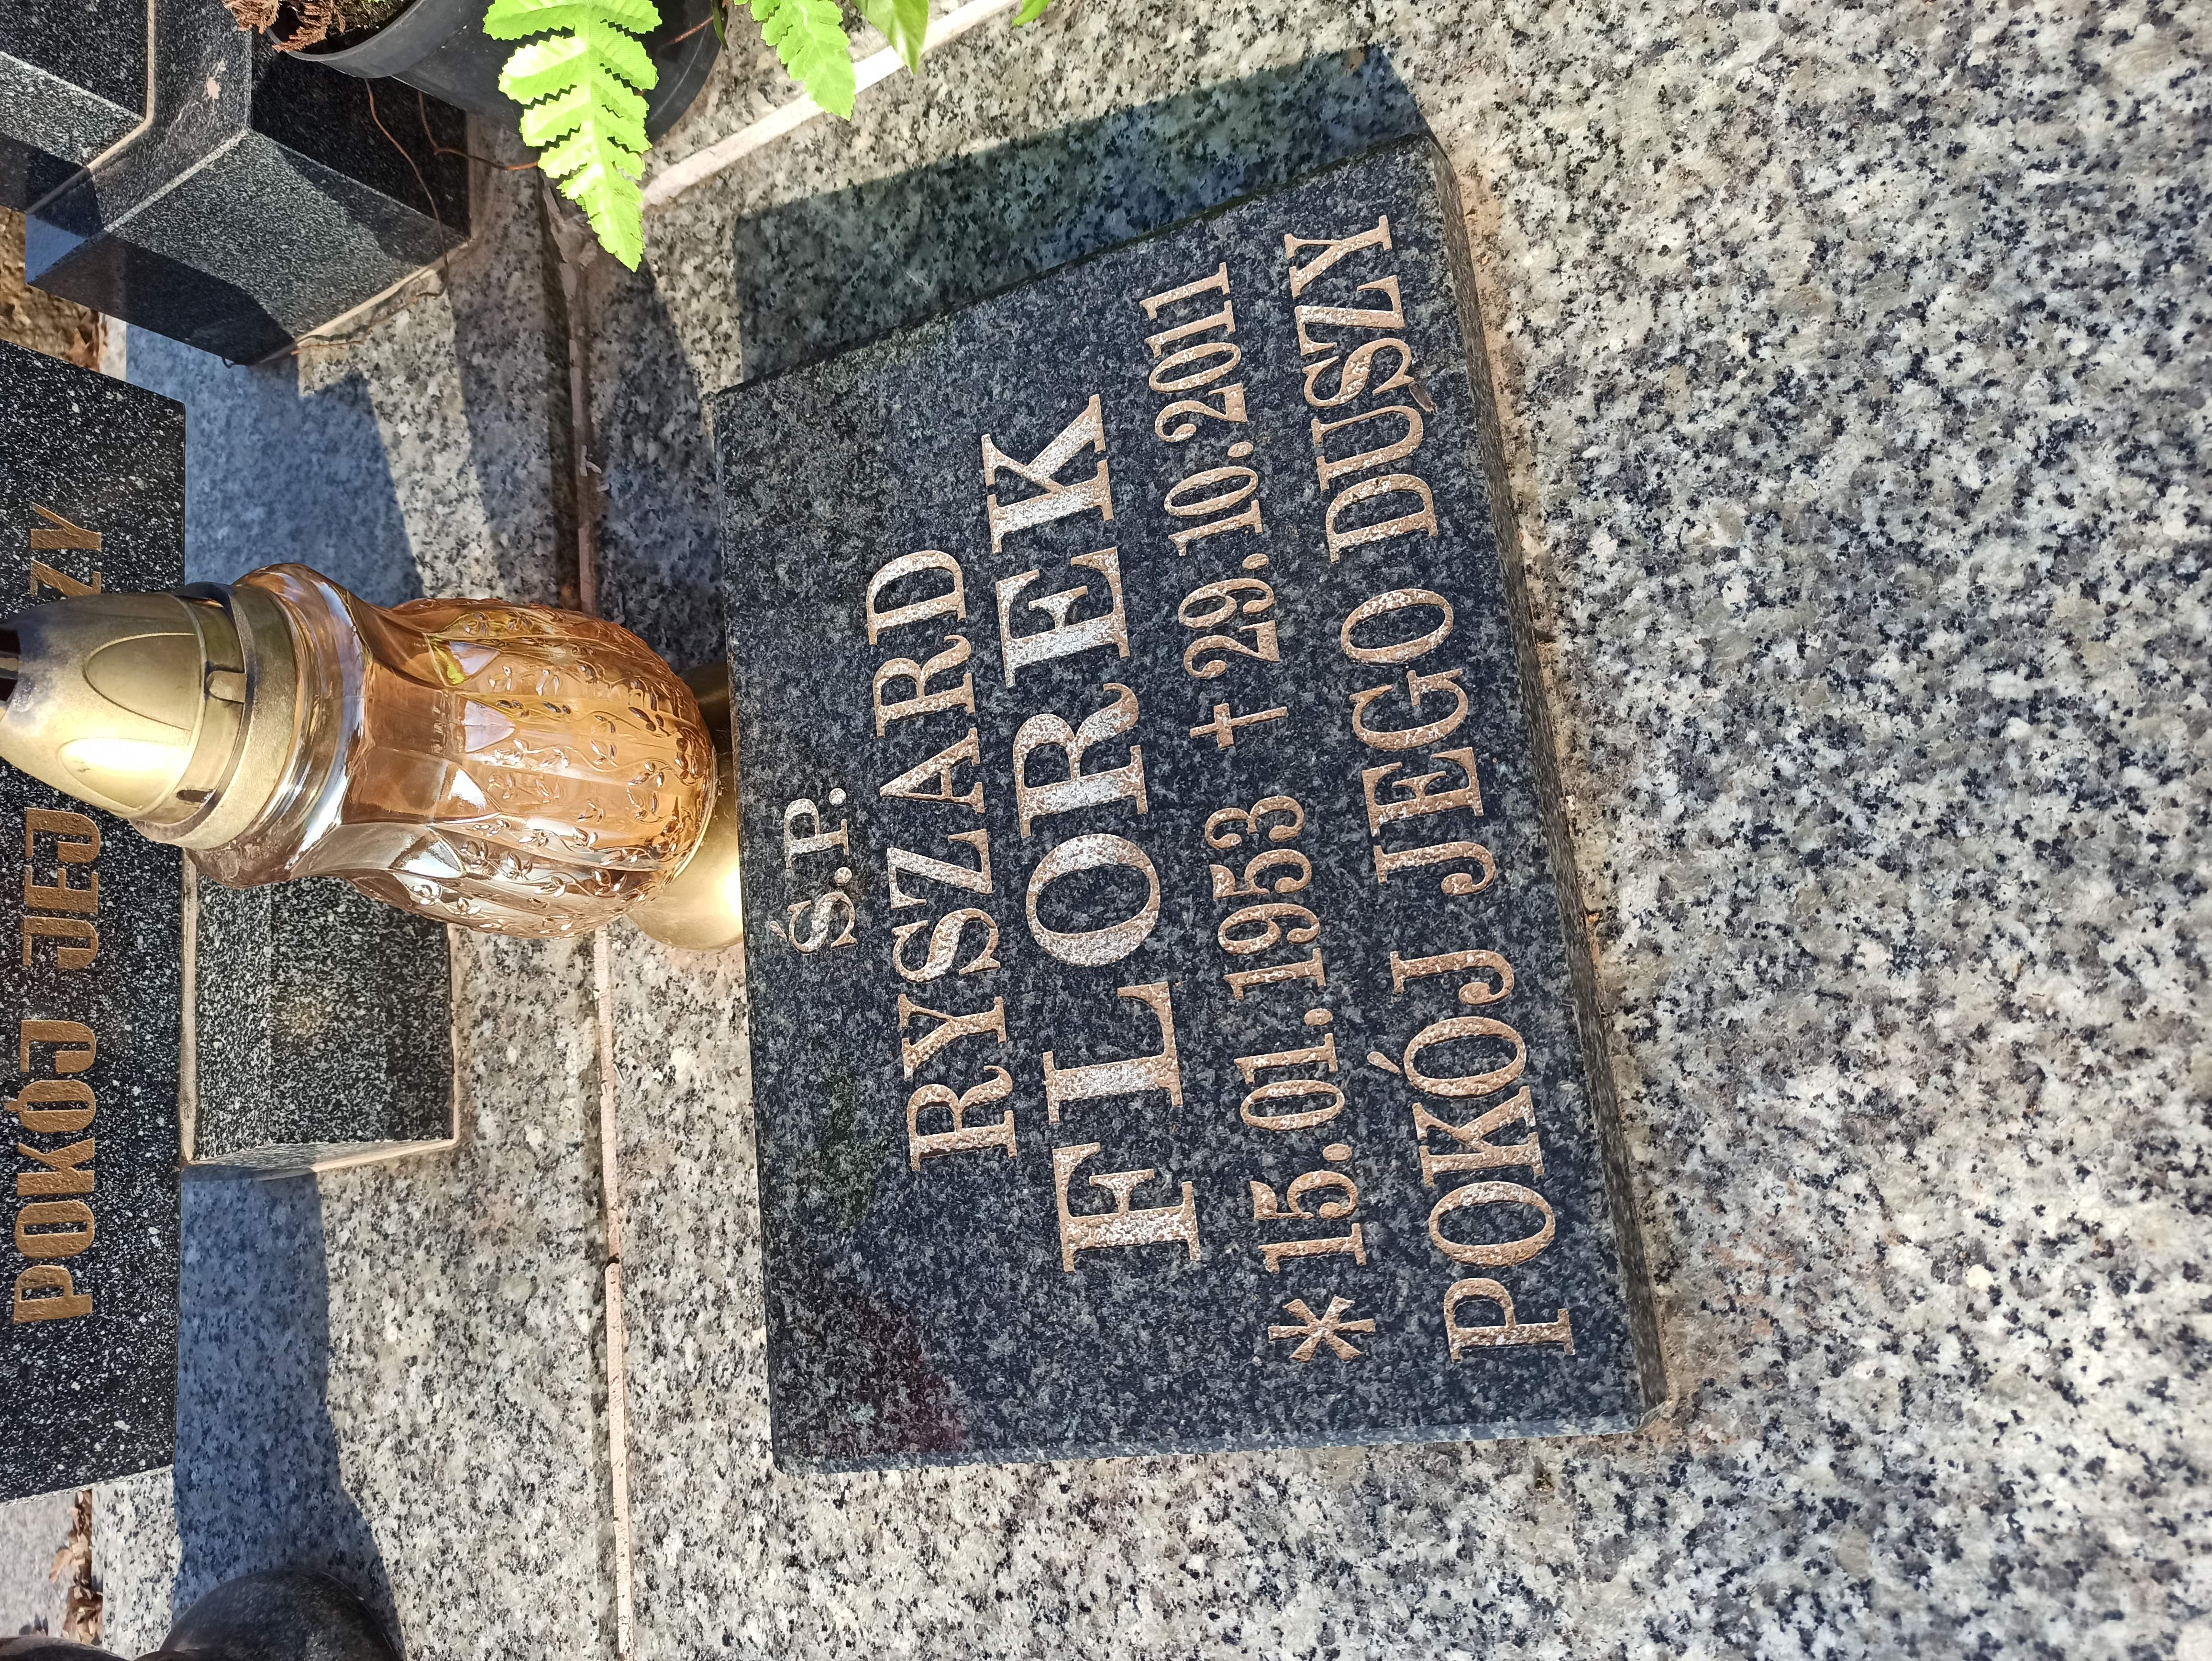 POKÓJ JEJ
Ś.P.
RYSZARD
FLOREK
* 15.01.1953 † 29.10.2011
POKÓJ JEGO DUSZY